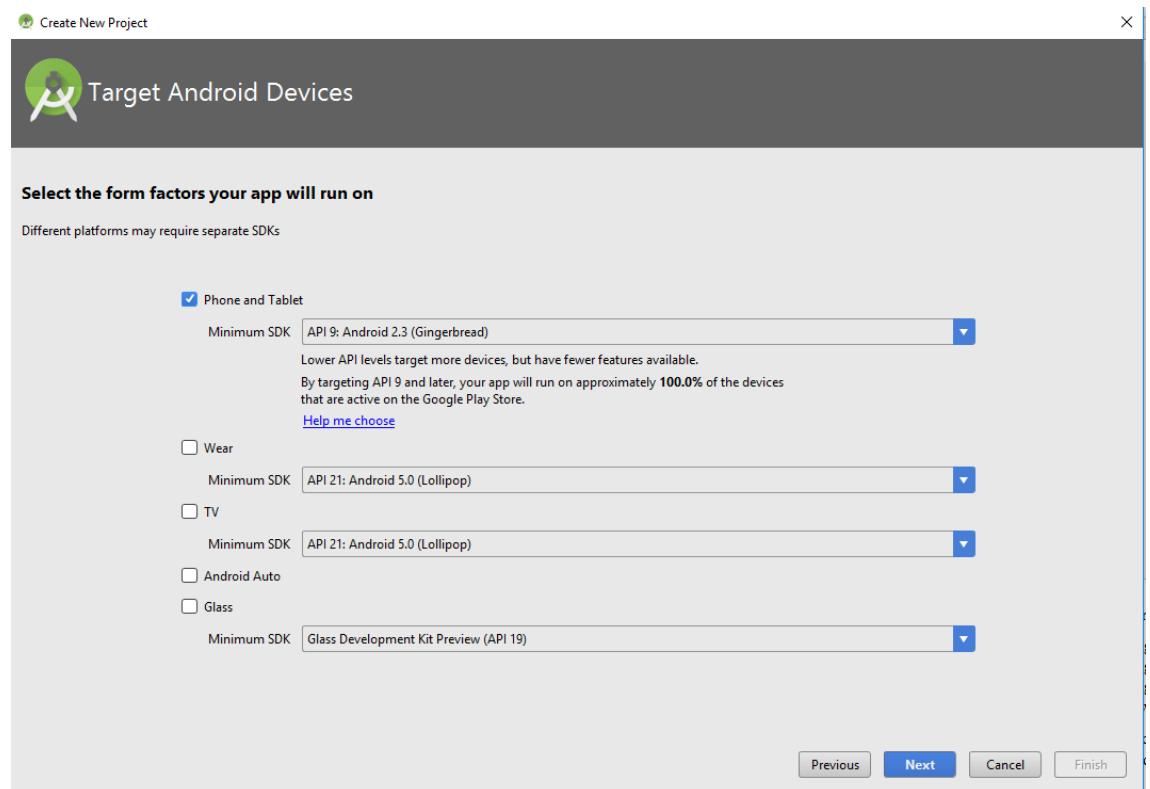 Create New Project
Target Android Devices
Select the form factors your app will run on
Different platforms may require separate SDKs
Phone and Tablet
Minimum SDK API 9: Android 2.3 (Gingerbread)
Lower API levels target more devices, but have fewer features available.
By targeting API 9 and later, your app will run on approximately 100.0% of the devices
that are active on the Google Play Store.
Help me choose
Wear
Minimum SDK API 21: Android 5.0 (Lollipop)
TV
Minimum SDK API 21: Android 5.0 (Lollipop)
Android Auto
Glass
Minimum SDK Glass Development Kit Preview (API 19)
Previous Next Cancel Finish